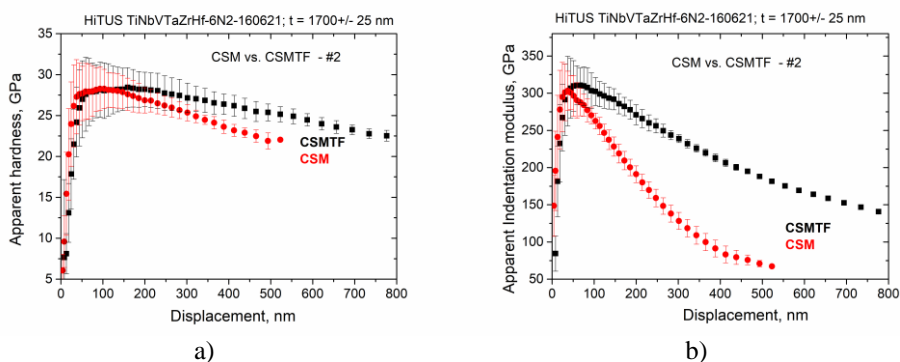 HiTUS TiNbVTaZrHf-6N2-160621; t = 1700+/- 25 nm
CSM vs. CSMTF - #2
Apparent hardness, GPa
35
30
25
20
15
10
5
CSMTF
CSM
0 100 200 300 400 500 600 700 800
Displacement, nm
a)
HiTUS TiNbVTaZrHf-6N2-160621; t = 1700+/- 25 nm
CSM vs. CSMTF - #2
Apparent Indentation modulus, GPa
400
350
300
250
200
150
100
50
CSMTF
CSM
0 100 200 300 400 500 600 700 800
Displacement, nm
b)